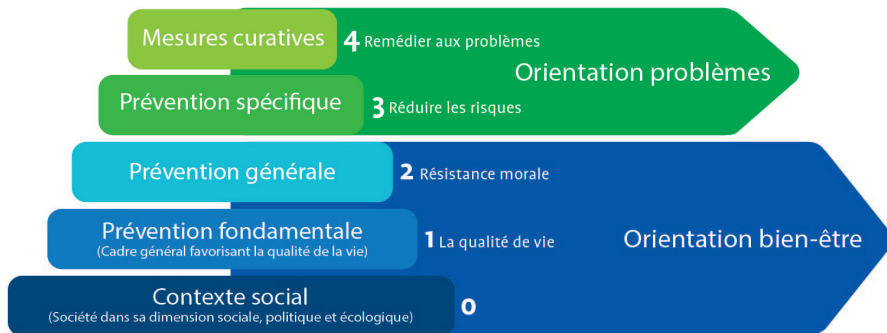 Mesures curatives
4 Remédier aux problèmes
Orientation problèmes
Prévention spécifique
3 Réduire les risques
Prévention générale
2 Résistance morale
Prévention fondamentale
(Cadre général favorisant la qualité de la vie)
1 La qualité de vie
Orientation bien-être
Contexte social
(Société dans sa dimension sociale, politique et écologique)
0